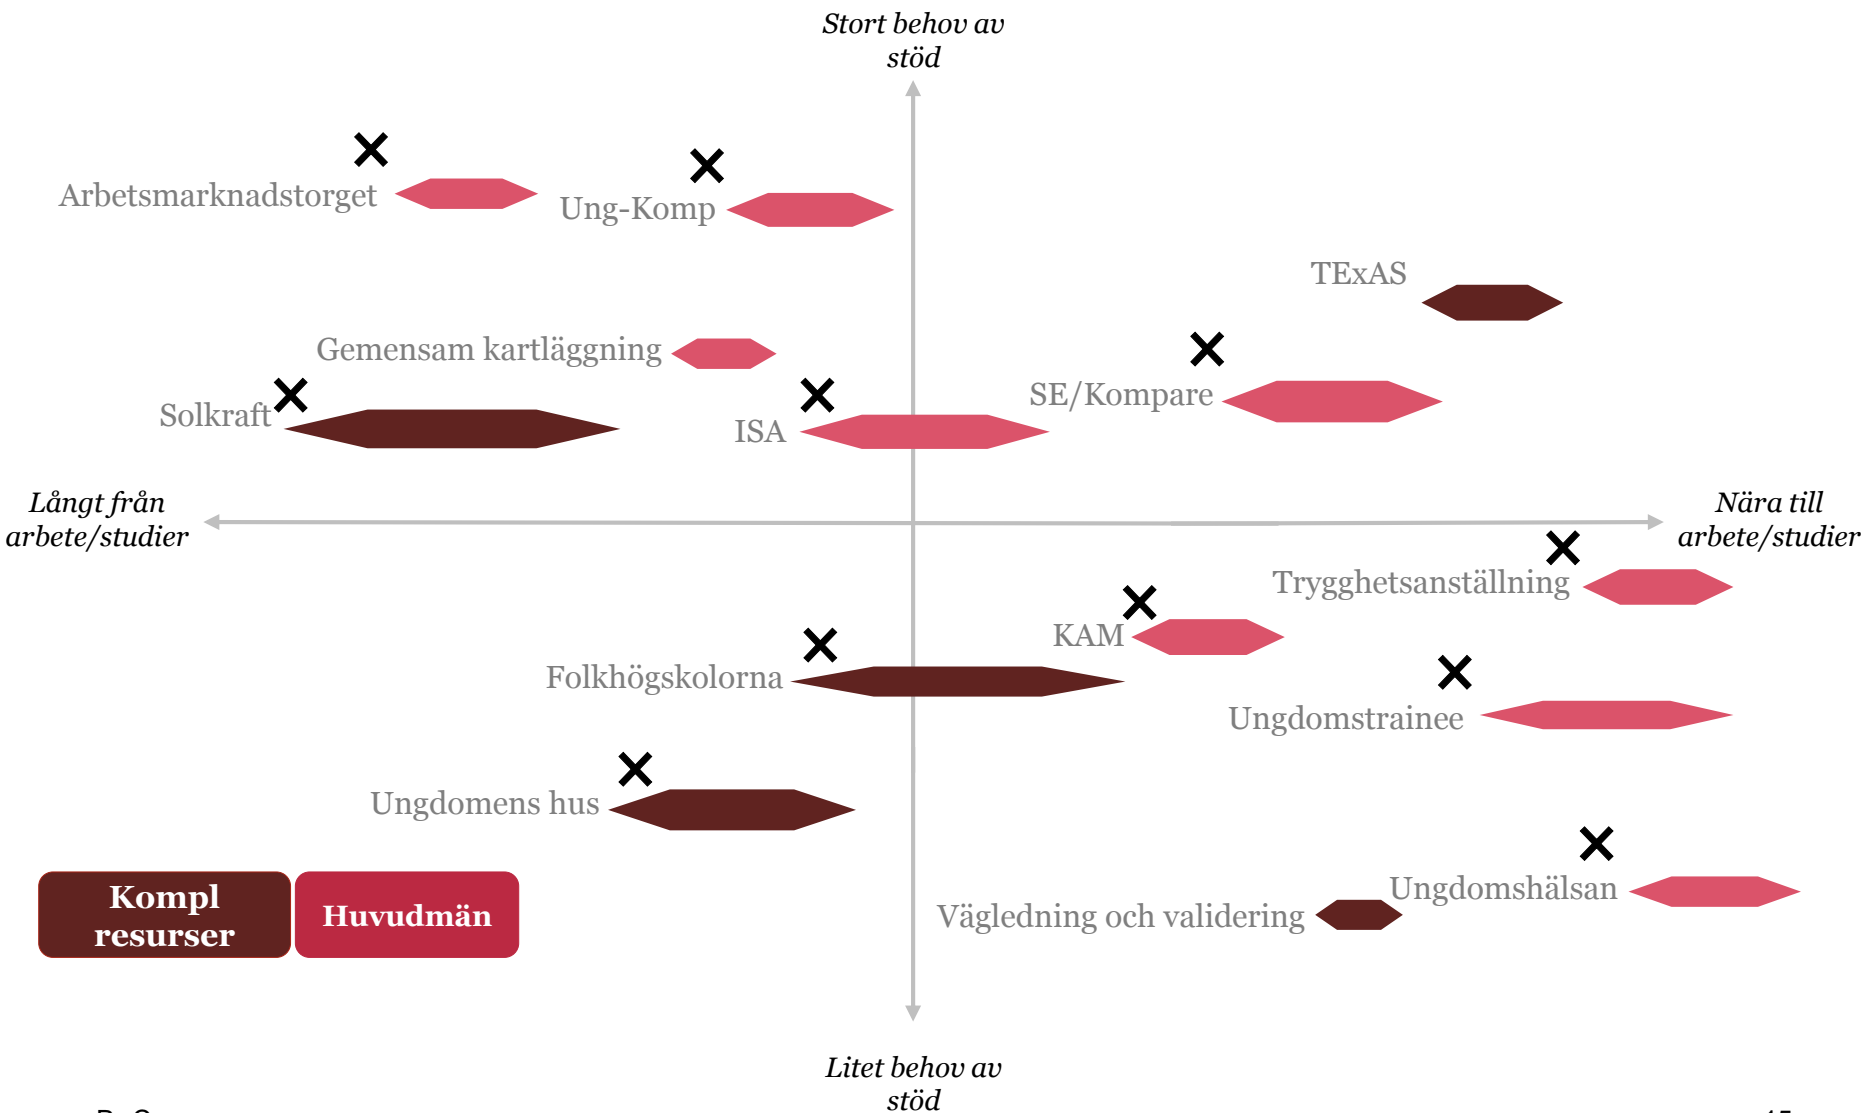 Stort behov av
stöd
Arbetsmarknadstorget
Ung-Komp
TExAS
Gemensam kartläggning
SE/Kompare
Solkraft
ISA
Långt från
arbete/studier
Nära till
arbete/studier
Trygghetsanställning
KAM
Folkhögskolorna
Ungdomstrainee
Ungdomens hus
Kompl
resurser
Huvudmän
Ungdomshälsan
Vägledning och validering
Litet behov av
stöd